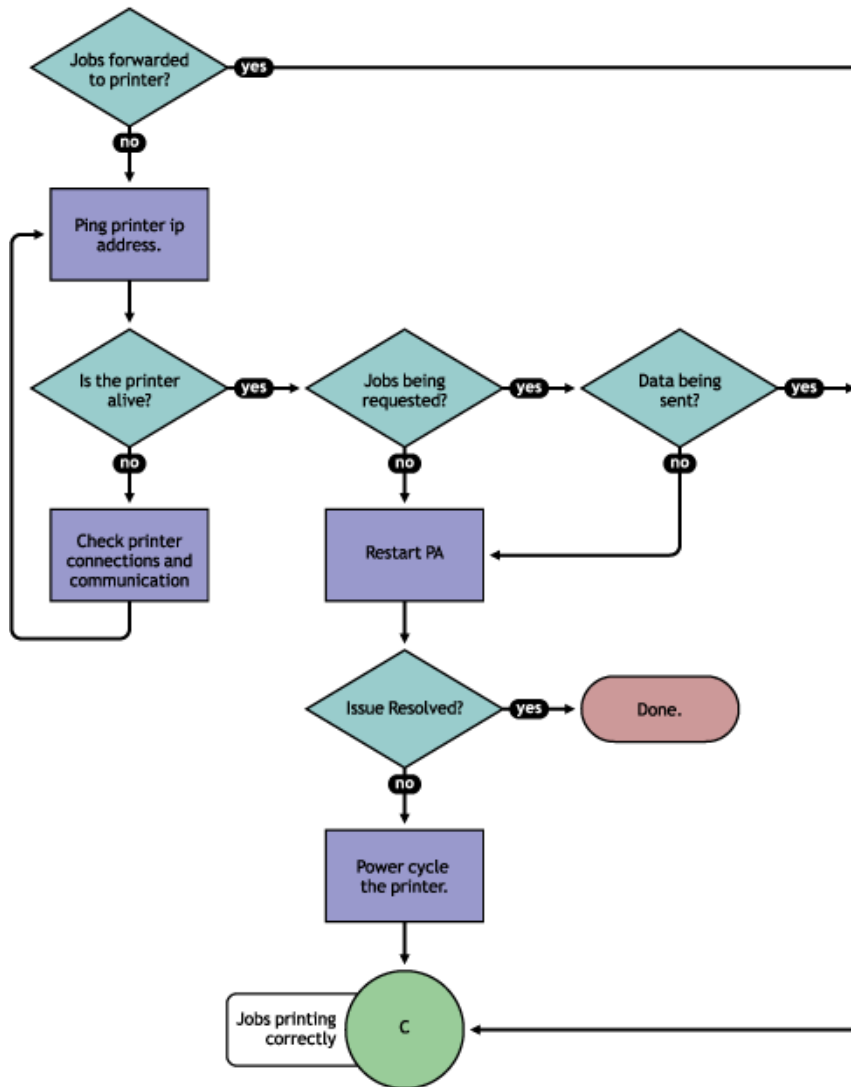 Jobs forwarded
to printer?
yes
no
Ping printer ip
address.
Is the printer
alive?
yes
Jobs being
requested?
yes
Data being
sent?
yes
no
no
no
Check printer
connections and
communication
Restart PA
Issue Resolved?
yes
Done.
no
Power cycle
the printer.
Jobs printing
correctly
C